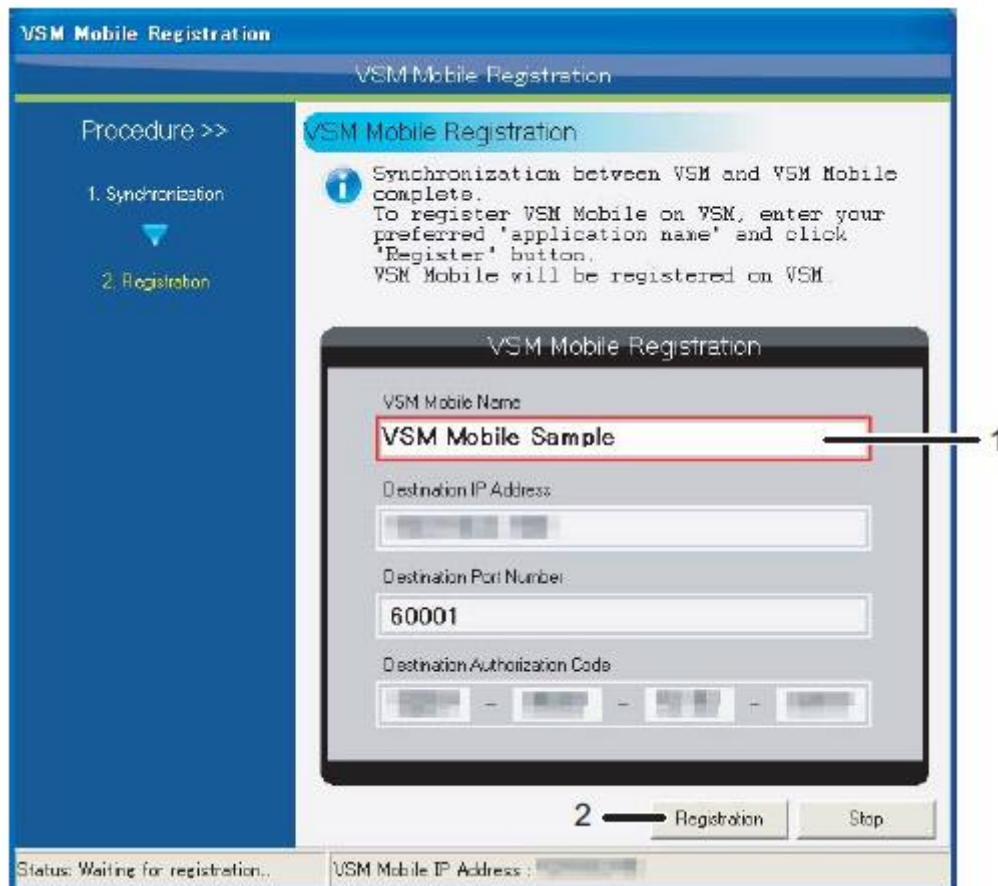 VSM Mobile Registration
VSM Mobile Registration
Procedure >>
1. Synchronization
2. Registration
VSM Mobile Registration
Synchronization between VSM and VSM Mobile
complete.
To register VSM Mobile on VSM, enter your
preferred 'application name' and click
'Register' button.
VSM Mobile will be registered on VSM.
VSM Mobile Registration
VSM Mobile Name
VSM Mobile Sample
1
Destination IP Address
Destination Port Number
60001
Destination Authorization Code
- - -
2
Registration Stop
Status: Waiting for registration..
VSM Mobile IP Address :